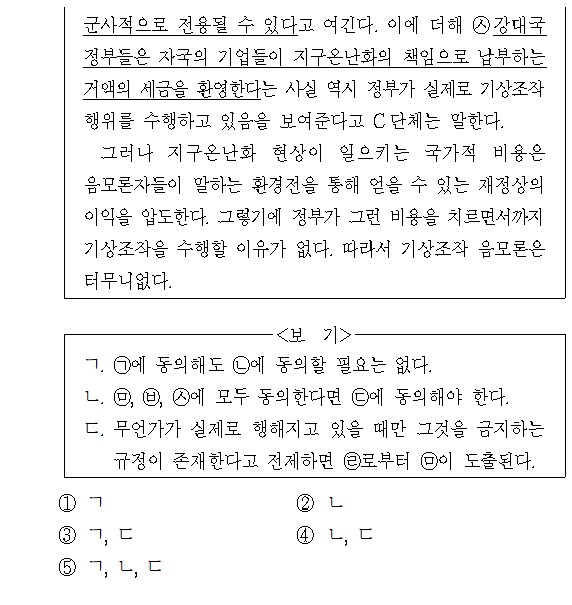 군사적으로 전용될 수 있다고 여긴다. 이에 더해 ㉦강대국
정부들은 자국의 기업들이 지구온난화의 책임으로 납부하는
거액의 세금을 환영한다는 사실 역시 정부가 실제로 기상조작
행위를 수행하고 있음을 보여준다고 C단체는 말한다.
그러나 지구온난화 현상이 일으키는 국가적 비용은
음모론자들이 말하는 환경전을 통해 얻을 수 있는 재정상의
이익을 압도한다. 그렇기에 정부가 그런 비용을 치르면서까지
기상조작을 수행할 이유가 없다. 따라서 기상조작 음모론은
터무니없다.
<보 기>
ㄱ. ㉠에 동의해도 ㉡에 동의할 필요는 없다.
ㄴ. ㉤, ㉥, ㉦에 모두 동의한다면 ㉢에 동의해야 한다.
ㄷ. 무언가가 실제로 행해지고 있을 때만 그것을 금지하는
규정이 존재한다고 전제하면 ㉣로부터 ㉤이 도출된다.
① ㄱ ② ㄴ
③ ㄱ, ㄷ ④ ㄴ, ㄷ
⑤ ㄱ, ㄴ, ㄷ